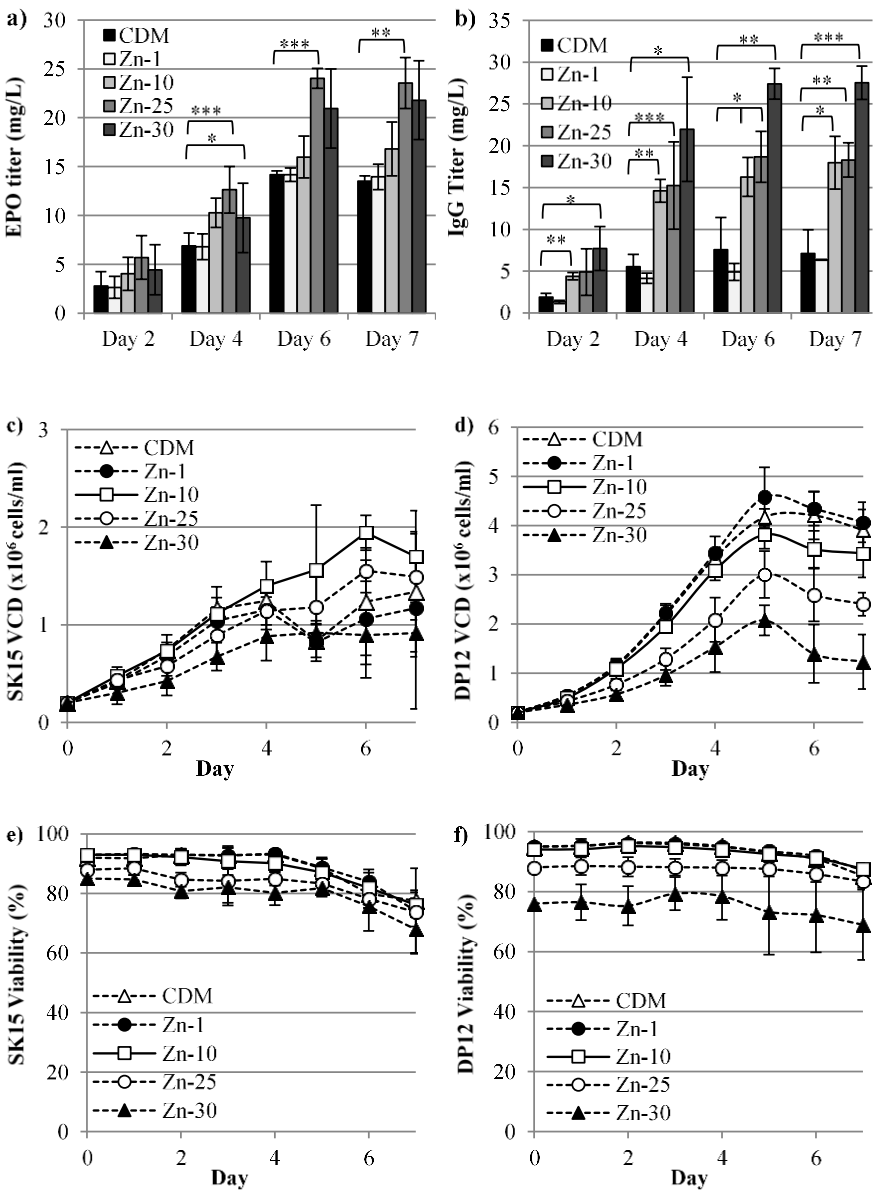 a)
EPO titer (mg/L)
30
25
20
15
10
5
0
CDM
Zn-1
Zn-10
Zn-25
Zn-30
***
*
***
**
Day 2 Day 4 Day 6 Day 7
b)
IgG Titer (mg/L)
35
30
25
20
15
10
5
0
CDM
Zn-1
Zn-10
Zn-25
Zn-30
*
**
*
***
**
**
*
***
**
*
Day 2 Day 4 Day 6 Day 7
c)
SK15 VCD (x10⁶ cells/ml)
3
2
1
0
CDM
Zn-1
Zn-10
Zn-25
Zn-30
0 2 4 6
Day
d)
DP12 VCD (x10⁶ cells/ml)
6
5
4
3
2
1
0
CDM
Zn-1
Zn-10
Zn-25
Zn-30
0 2 4 6
Day
e)
SK15 Viability (%)
100
80
60
40
20
0
CDM
Zn-1
Zn-10
Zn-25
Zn-30
0 2 4 6
Day
f)
DP12 Viability (%)
100
80
60
40
20
0
CDM
Zn-1
Zn-10
Zn-25
Zn-30
0 2 4 6
Day